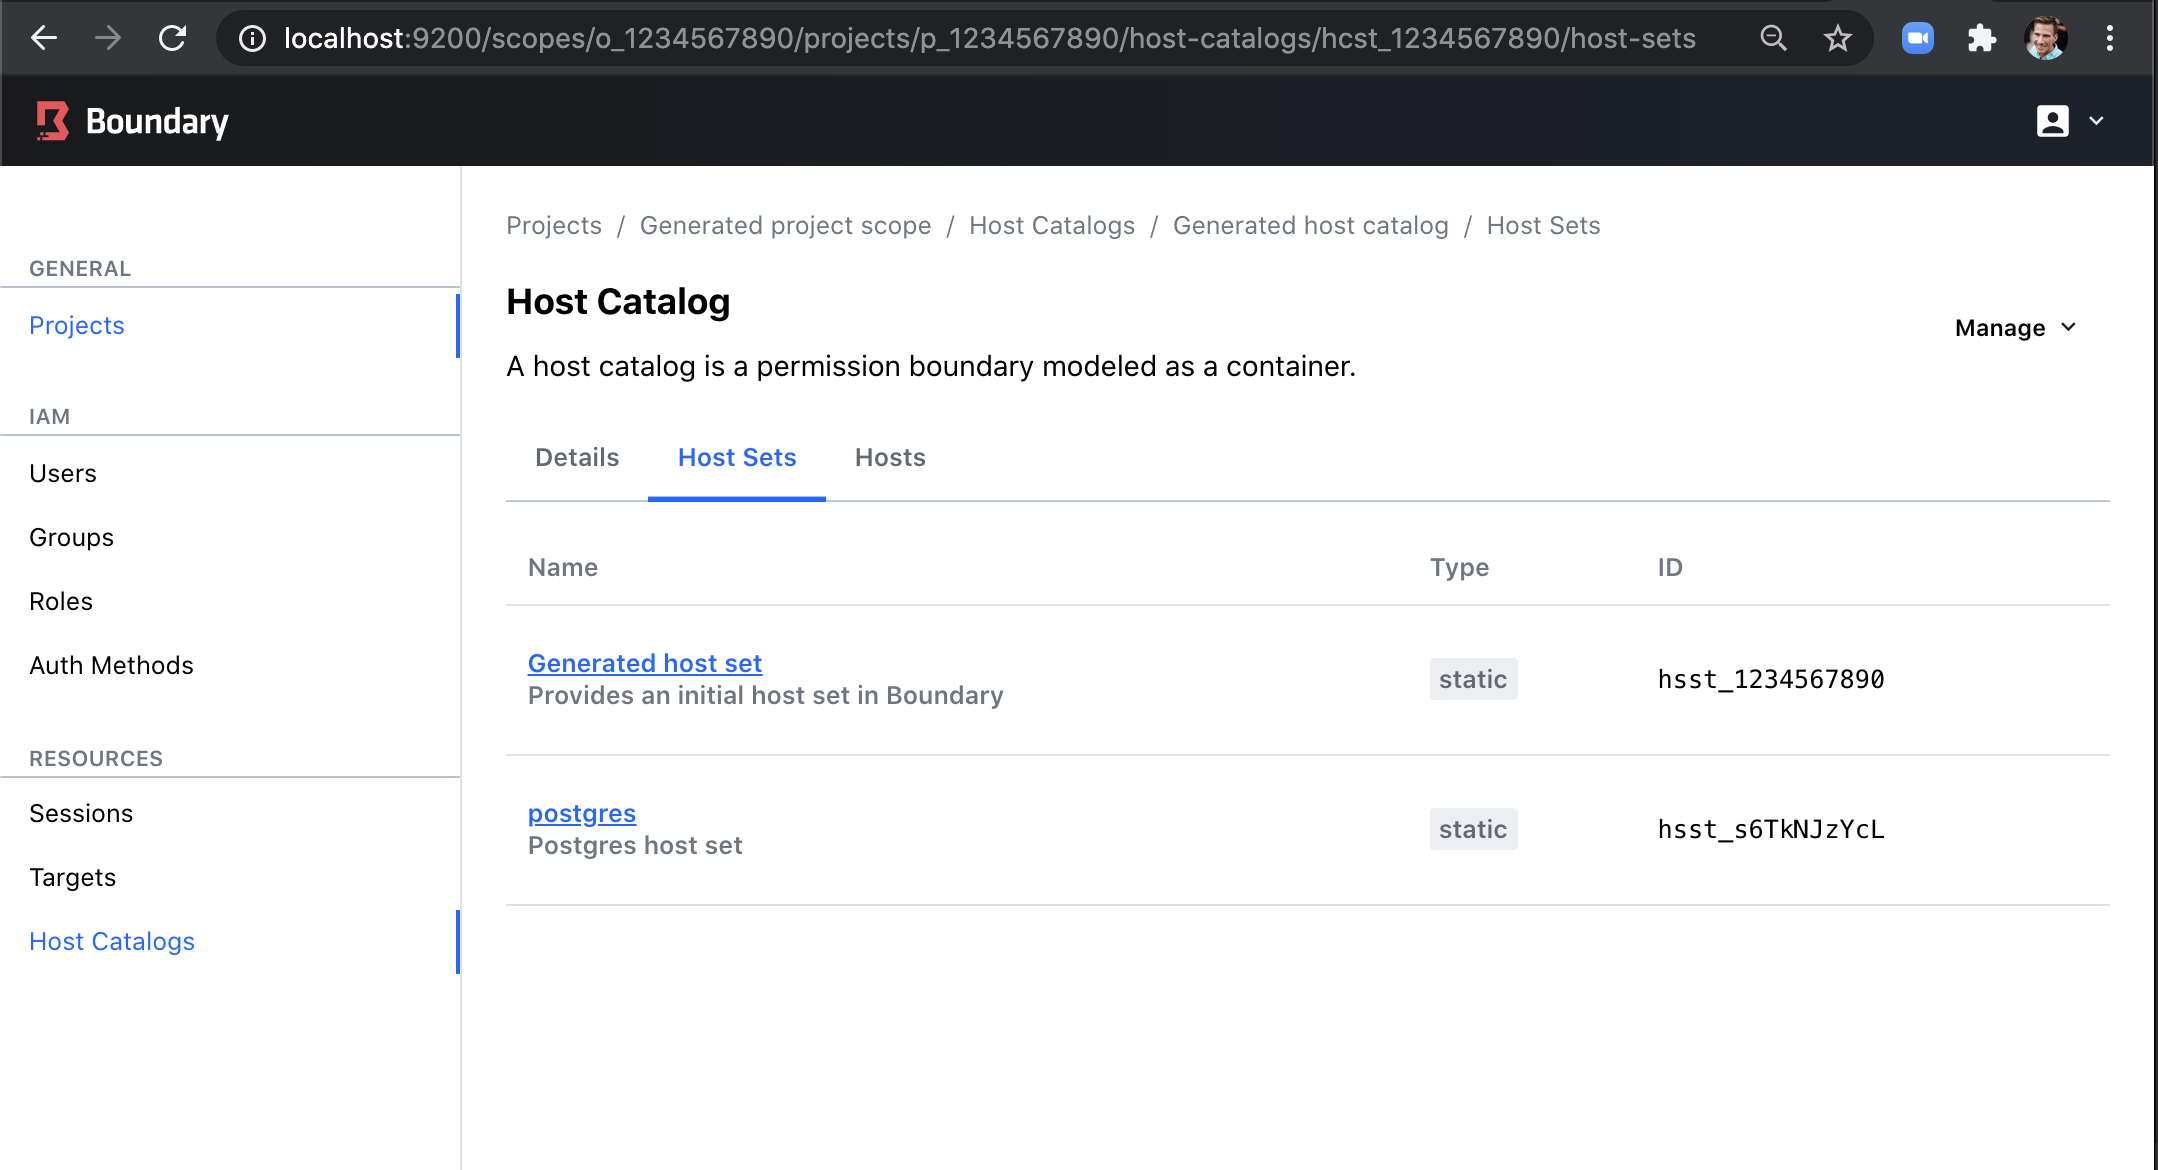 localhost:9200/scopes/o_1234567890/projects/p_1234567890/host-catalogs/hcst_1234567890/host-sets
Boundary
GENERAL
Projects
IAM
Users
Groups
Roles
Auth Methods
RESOURCES
Sessions
Targets
Host Catalogs
Projects / Generated project scope / Host Catalogs / Generated host catalog / Host Sets
Host Catalog
Manage
A host catalog is a permission boundary modeled as a container.
Details Host Sets Hosts
Name Type ID
Generated host set
Provides an initial host set in Boundary
static
hsst_1234567890
postgres
Postgres host set
static
hsst_s6TkNJzYcL